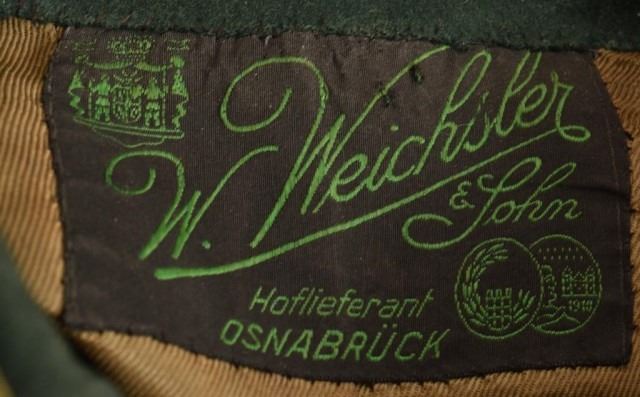 W. Weichsler
& Sohn
Hoflieferant
OSNABRÜCK